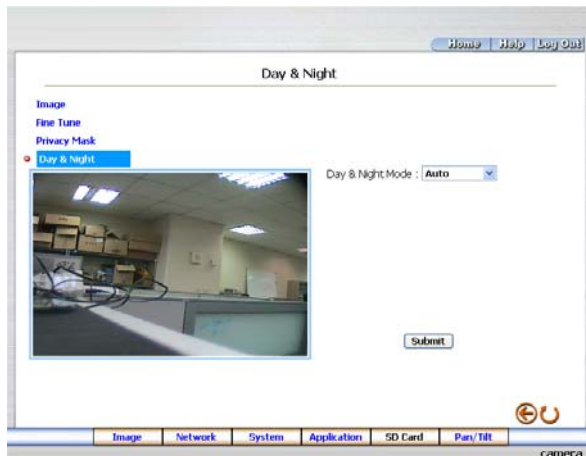 Home Help Log Out
Day & Night
Image
Fine Tune
Privacy Mask
Day & Night
Day & Night Mode : Auto
Submit
Image Network System Application SD Card Pan/Tilt
camera